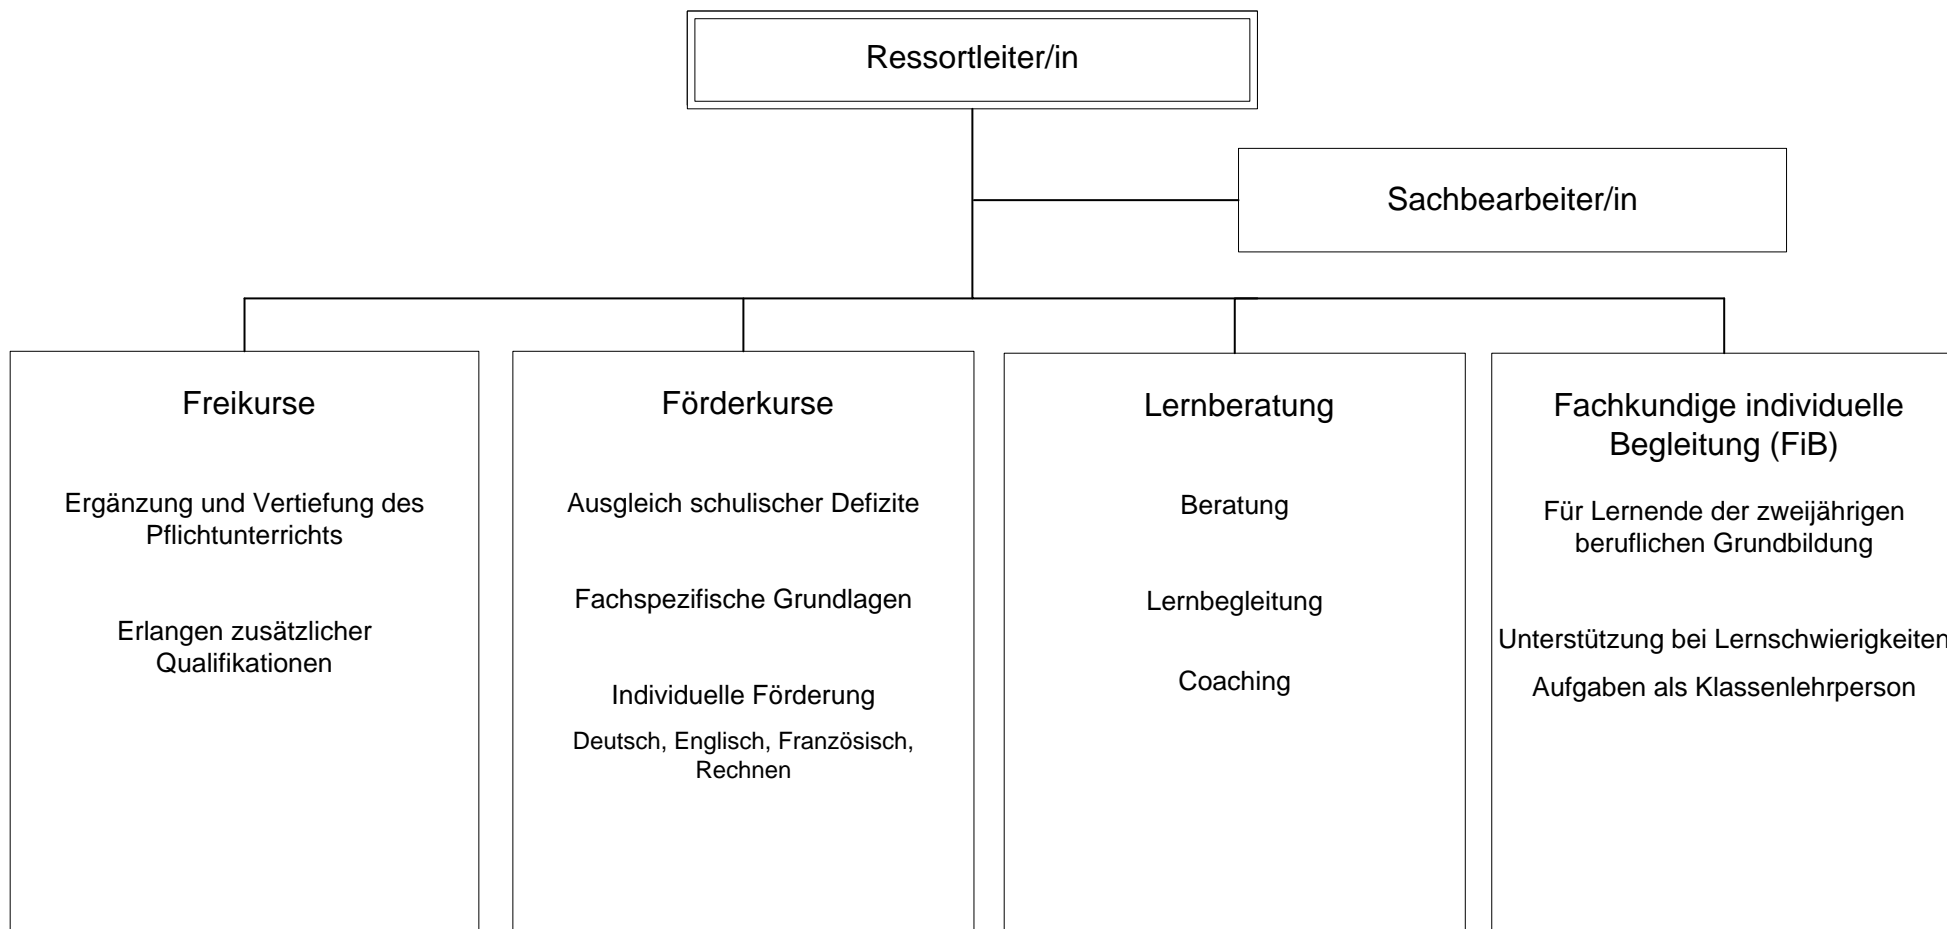 Ressortleiter/in
Sachbearbeiter/in
Freikurse
Ergänzung und Vertiefung des
Pflichtunterrichts
Erlangen zusätzlicher
Qualifikationen
Förderkurse
Ausgleich schulischer Defizite
Fachspezifische Grundlagen
Individuelle Förderung
Deutsch, Englisch, Französisch,
Rechnen
Lernberatung
Beratung
Lernbegleitung
Coaching
Fachkundige individuelle
Begleitung (FiB)
Für Lernende der zweijährigen
beruflichen Grundbildung
Unterstützung bei Lernschwierigkeiten
Aufgaben als Klassenlehrperson